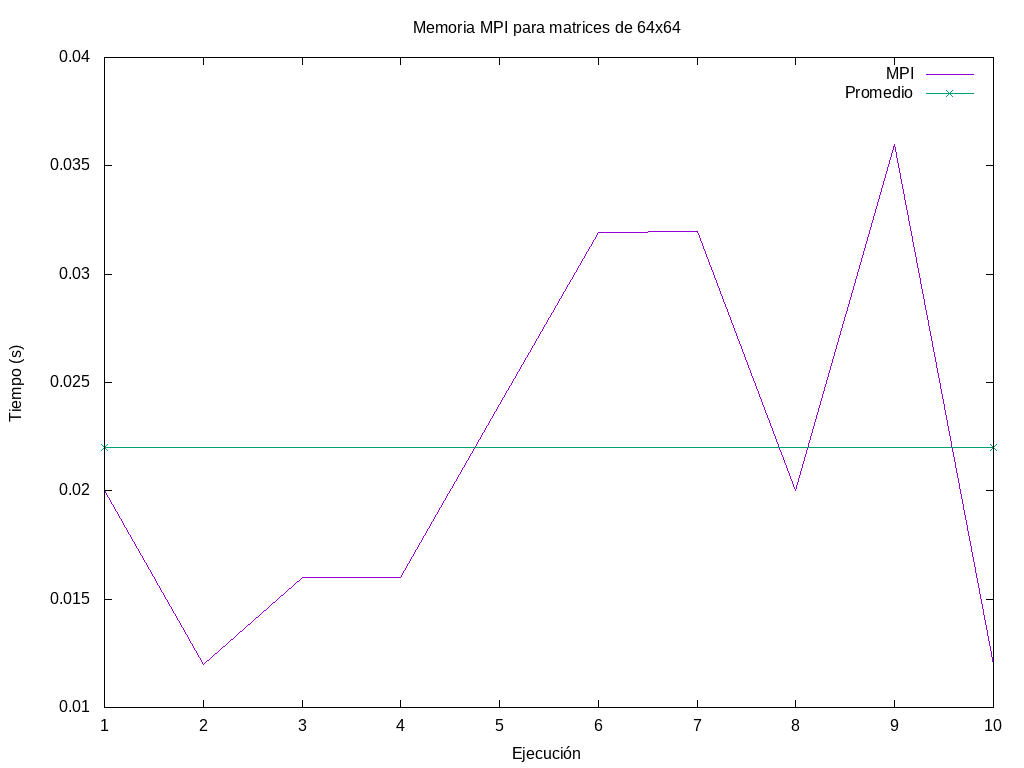 Memoria MPI para matrices de 64x64
MPI
Promedio
0.04
0.035
0.03
0.025
0.02
0.015
0.01
Tiempo (s)
1 2 3 4 5 6 7 8 9 10
Ejecución